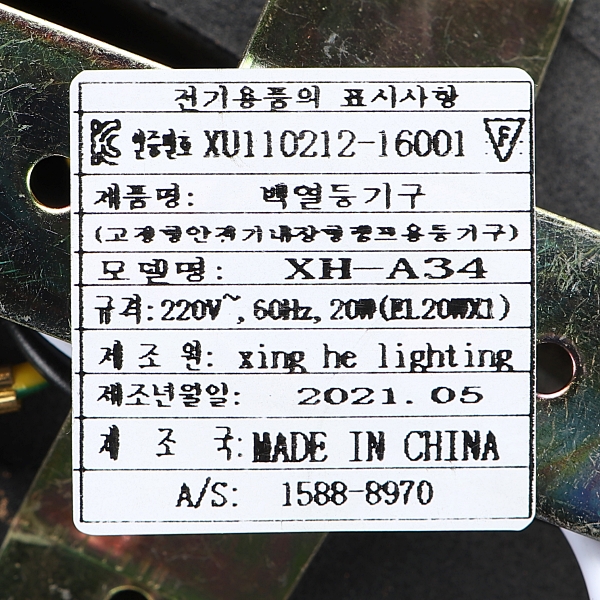 전기용품의 표시사항
인증번호 XU110212-16001 F
제품명: 백열등기구
(고정형안전기내장형램프용등기구)
모델명: XH-A34
규격:220V~, 60Hz, 20W(EL20WX1)
제 조 원: xing he lighting
제조년월일: 2021. 05
제 조 국:MADE IN CHINA
A/S: 1588-8970